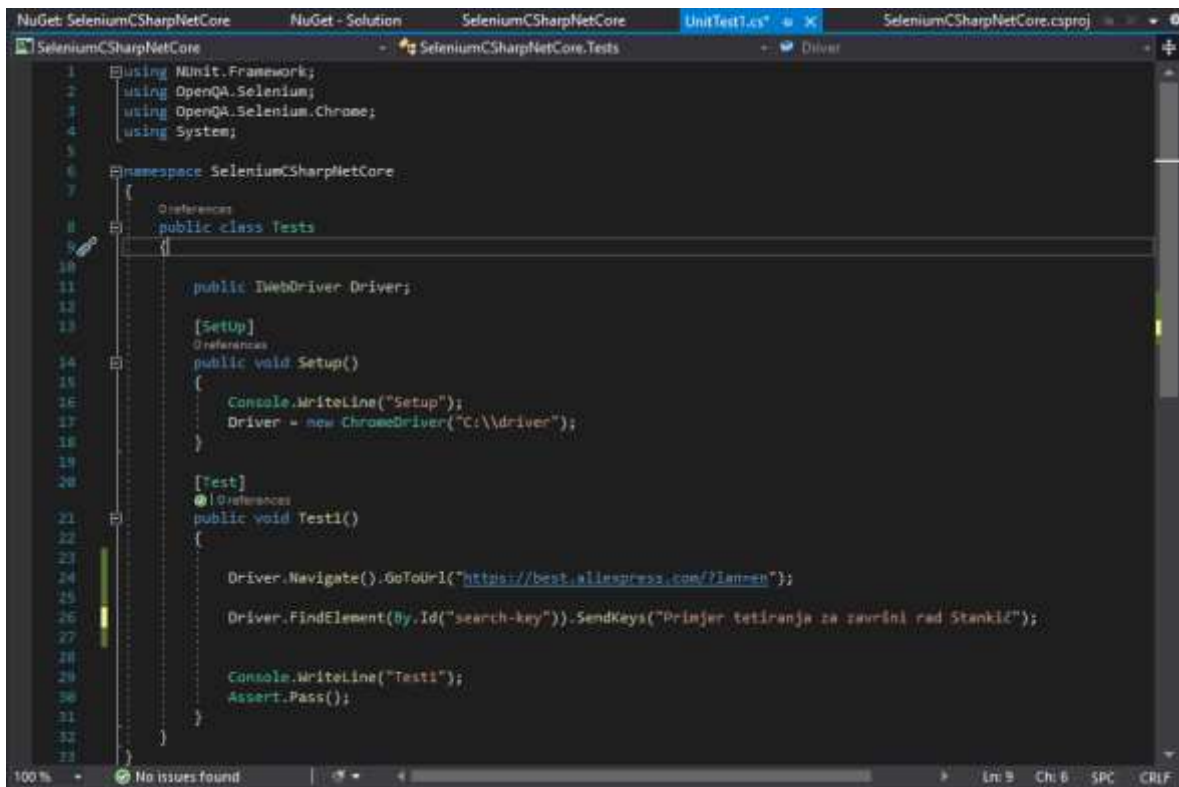 NuGet: SeleniumCSharpNetCore NuGet - Solution SeleniumCSharpNetCore UnitTest1.cs* SeleniumCSharpNetCore.csproj
SeleniumCSharpNetCore SeleniumCSharpNetCore.Tests Driver
1 using NUnit.Framework;
2 using OpenQA.Selenium;
3 using OpenQA.Selenium.Chrome;
4 using System;
5
6 namespace SeleniumCSharpNetCore
7 {
0 references
8 public class Tests
9 {
10
11 public IWebDriver Driver;
12
13 [SetUp]
0 references
14 public void Setup()
15 {
16 Console.WriteLine("Setup");
17 Driver = new ChromeDriver("C:\\driver");
18 }
19
20 [Test]
| 0 references
21 public void Test1()
22 {
23
24 Driver.Navigate().GoToUrl("https://best.aliexpress.com/?lan=en");
25
26 Driver.FindElement(By.Id("search-key")).SendKeys("Primjer tetiranja za završni rad Stankić");
27
28
29 Console.WriteLine("Test1");
30 Assert.Pass();
31 }
32 }
33 }
100 % No issues found Ln: 9 Ch: 6 SPC CRLF